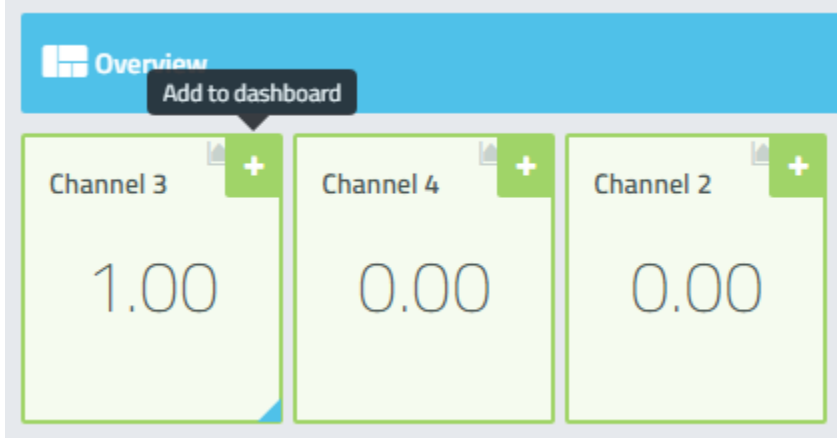 Overview
Add to dashboard
Channel 3
Channel 4
Channel 2
1.00
0.00
0.00